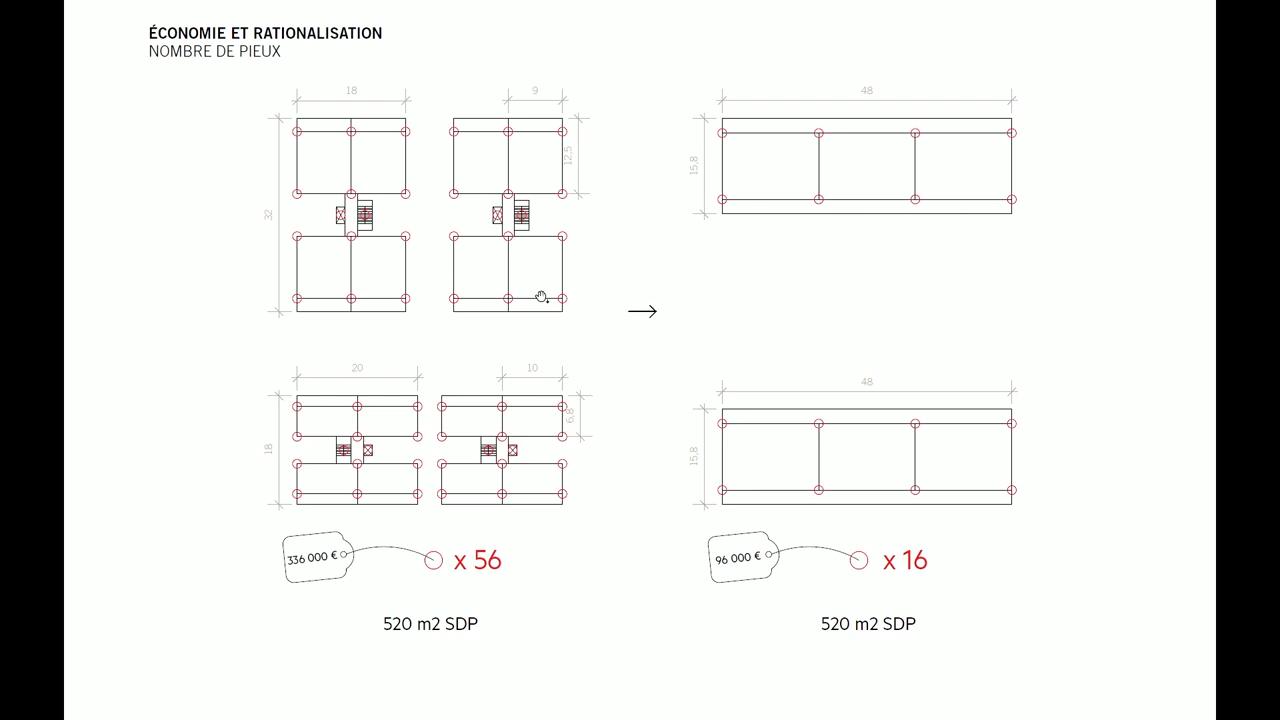 ÉCONOMIE ET RATIONALISATION
NOMBRE DE PIEUX
18
9
48
12,5
15,8
32
20
10
48
6,8
18
15,8
336 000 €
x 56
96 000 €
x 16
520 m2 SDP
520 m2 SDP